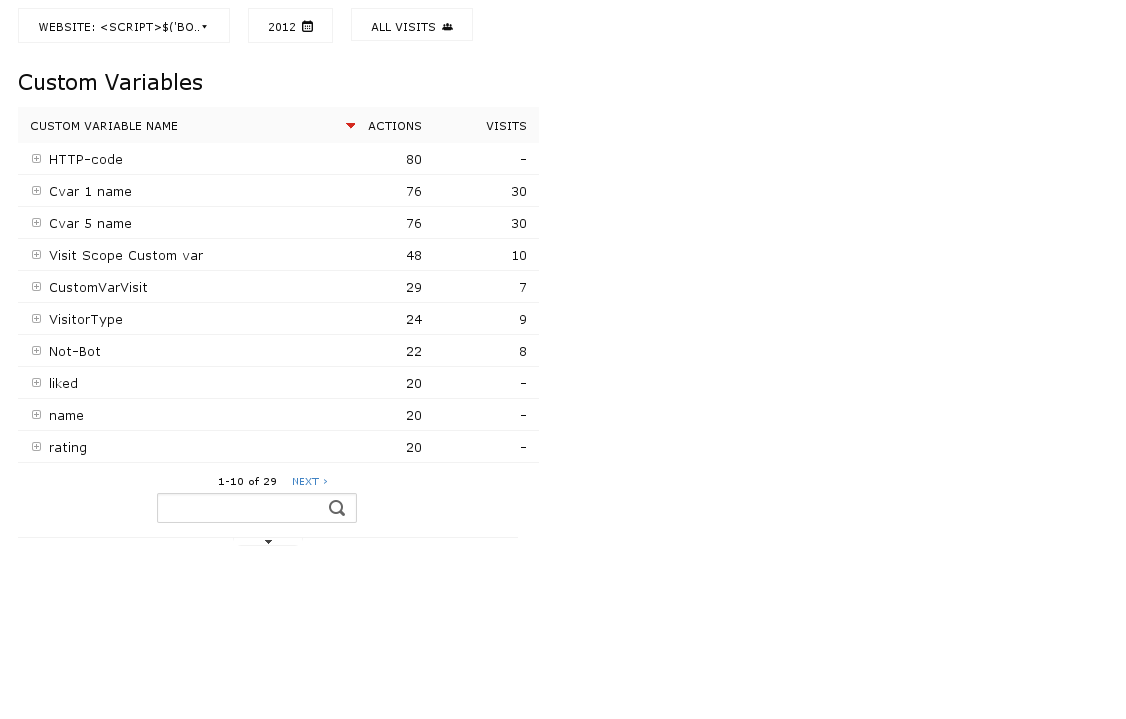 WEBSITE: <SCRIPT>$('BO.. 2012 ALL VISITS
Custom Variables
CUSTOM VARIABLE NAME ACTIONS VISITS
HTTP-code 80 -
Cvar 1 name 76 30
Cvar 5 name 76 30
Visit Scope Custom var 48 10
CustomVarVisit 29 7
VisitorType 24 9
Not-Bot 22 8
liked 20 -
name 20 -
rating 20 -
1-10 of 29 NEXT ›